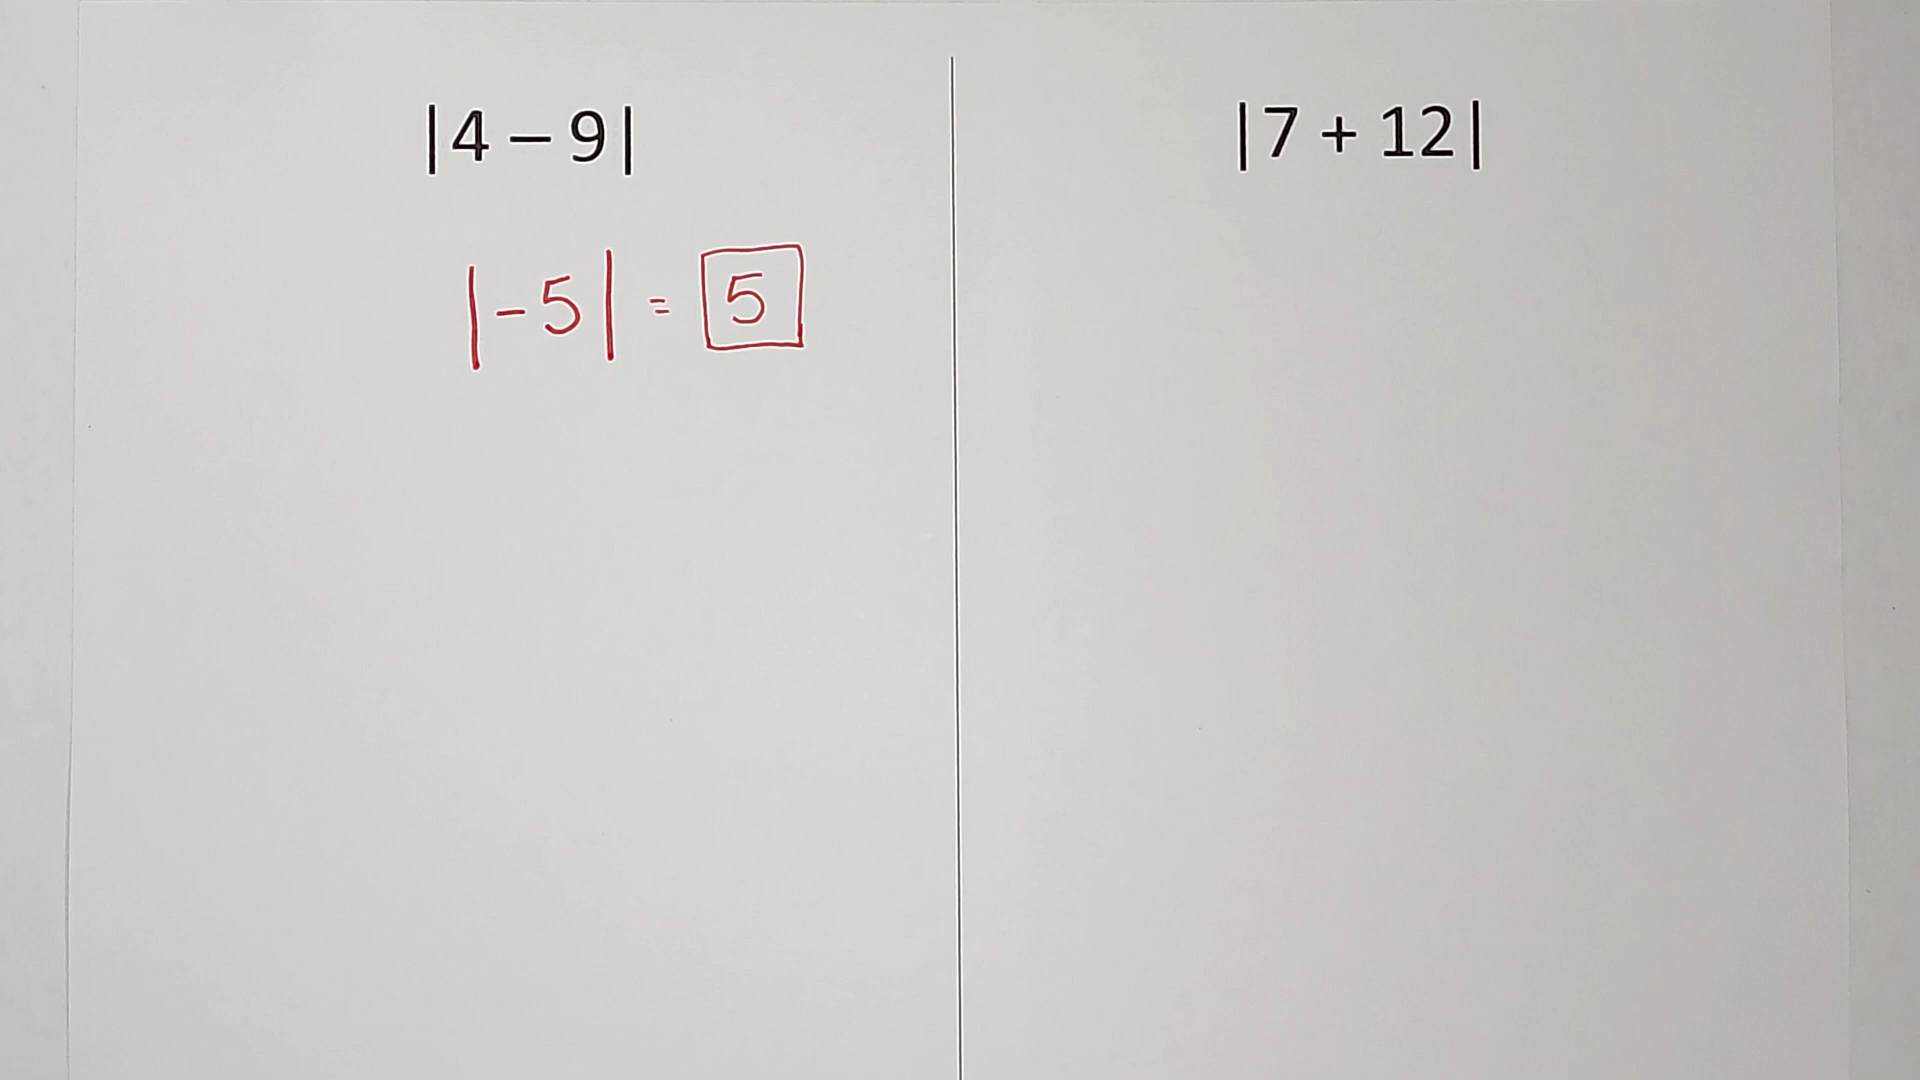 |4 – 9|
|-5| = 5
|7 + 12|